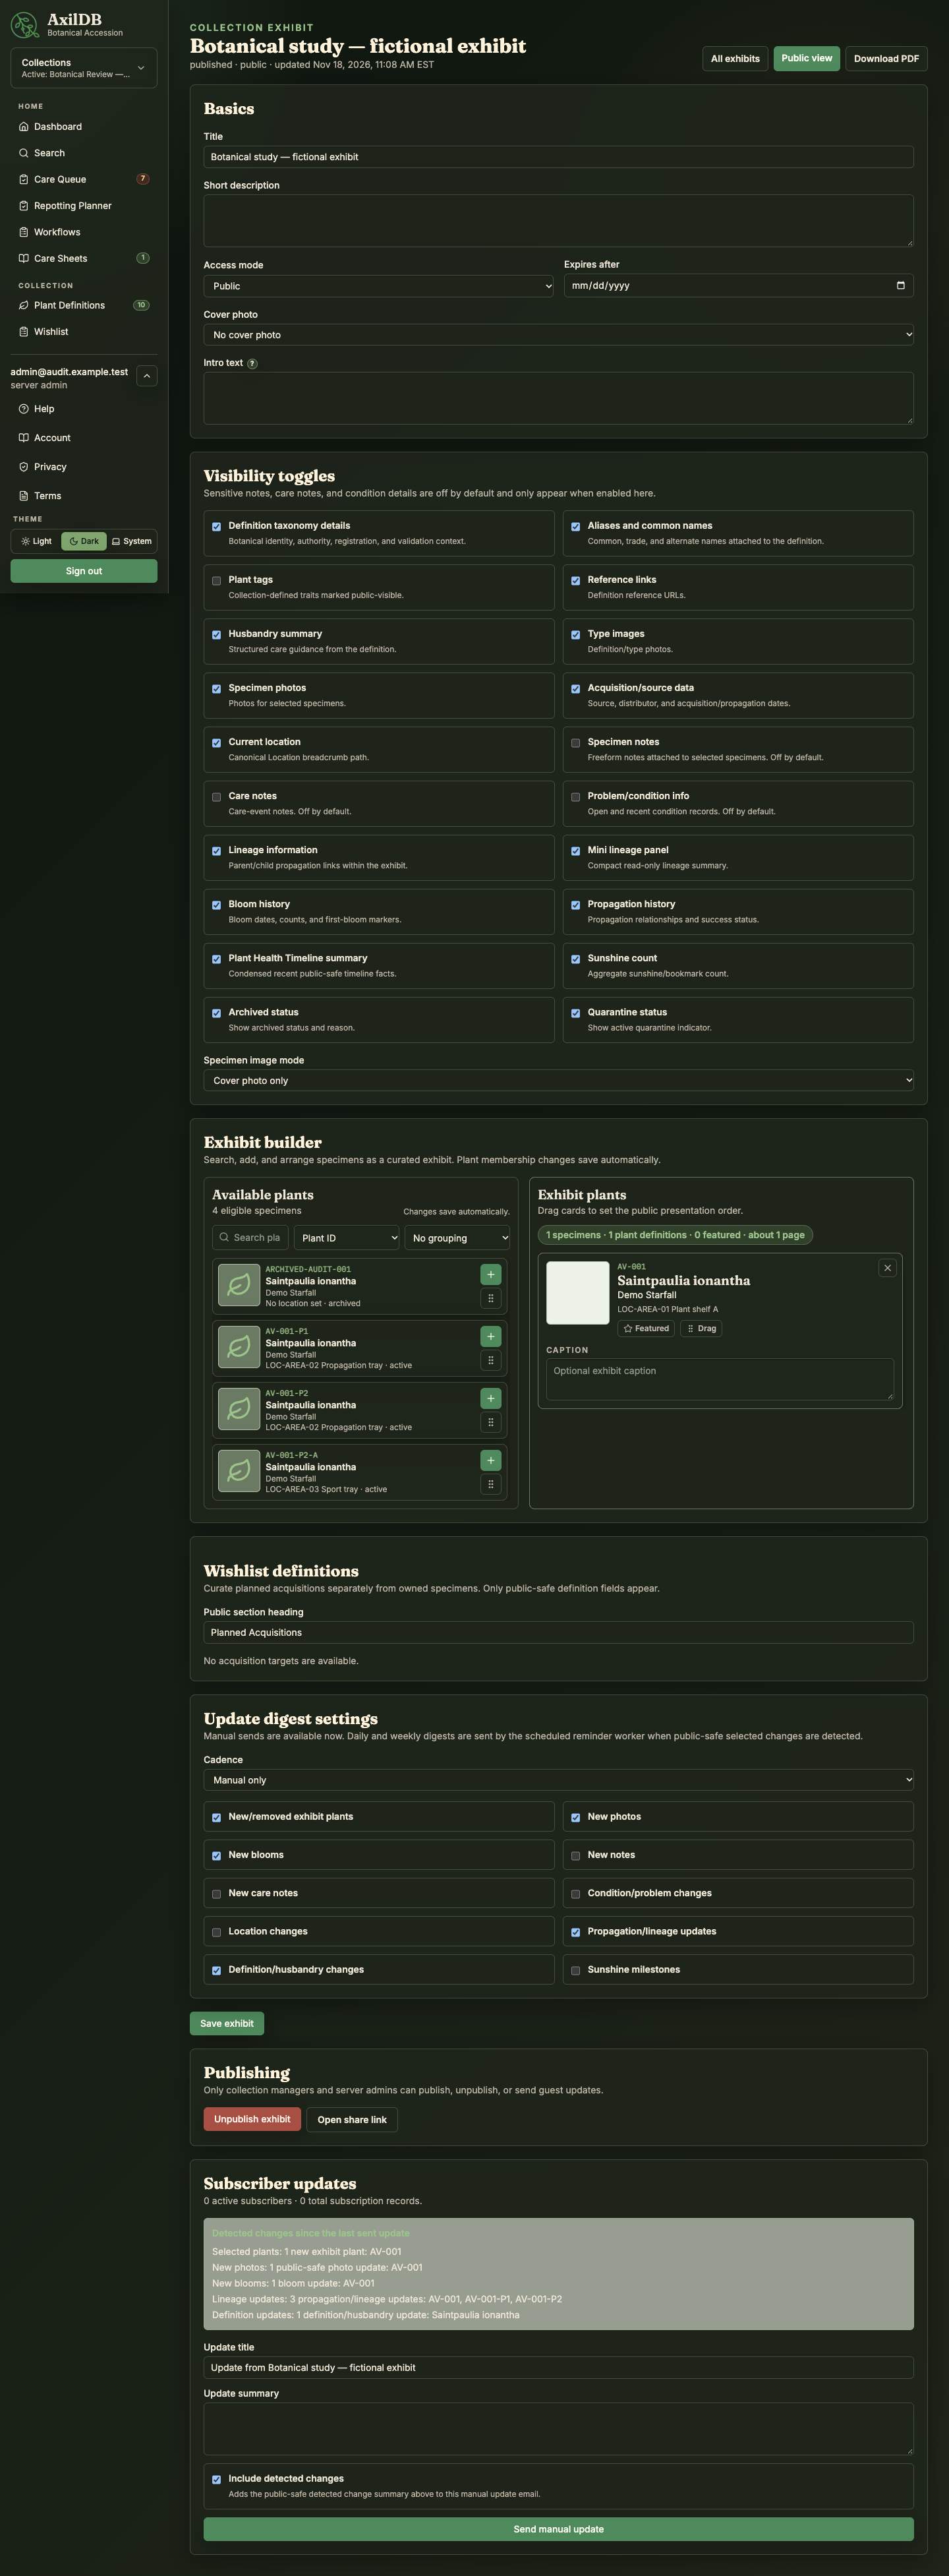 AxilDB
Botanical Accession
Collections
Active: Botanical Review —...
HOME
Dashboard
Search
Care Queue 7
Repotting Planner
Workflows
Care Sheets 1
COLLECTION
Plant Definitions 10
Wishlist
admin@audit.example.test
server admin
Help
Account
Privacy
Terms
THEME
Light Dark System
Sign out
COLLECTION EXHIBIT
Botanical study — fictional exhibit
published · public · updated Nov 18, 2026, 11:08 AM EST
All exhibits Public view Download PDF
Basics
Title
Botanical study — fictional exhibit
Short description
Access mode Expires after
Public mm/dd/yyyy
Cover photo
No cover photo
Intro text ?
Visibility toggles
Sensitive notes, care notes, and condition details are off by default and only appear when enabled here.
Definition taxonomy details
Botanical identity, authority, registration, and validation context.
Aliases and common names
Common, trade, and alternate names attached to the definition.
Plant tags
Collection-defined traits marked public-visible.
Reference links
Definition reference URLs.
Husbandry summary
Structured care guidance from the definition.
Type images
Definition/type photos.
Specimen photos
Photos for selected specimens.
Acquisition/source data
Source, distributor, and acquisition/propagation dates.
Current location
Canonical Location breadcrumb path.
Specimen notes
Freeform notes attached to selected specimens. Off by default.
Care notes
Care-event notes. Off by default.
Problem/condition info
Open and recent condition records. Off by default.
Lineage information
Parent/child propagation links within the exhibit.
Mini lineage panel
Compact read-only lineage summary.
Bloom history
Bloom dates, counts, and first-bloom markers.
Propagation history
Propagation relationships and success status.
Plant Health Timeline summary
Condensed recent public-safe timeline facts.
Sunshine count
Aggregate sunshine/bookmark count.
Archived status
Show archived status and reason.
Quarantine status
Show active quarantine indicator.
Specimen image mode
Cover photo only
Exhibit builder
Search, add, and arrange specimens as a curated exhibit. Plant membership changes save automatically.
Available plants
4 eligible specimens Changes save automatically.
Search pla Plant ID No grouping
ARCHIVED-AUDIT-001
Saintpaulia ionantha
Demo Starfall
No location set · archived
AV-001-P1
Saintpaulia ionantha
Demo Starfall
LOC-AREA-02 Propagation tray · active
AV-001-P2
Saintpaulia ionantha
Demo Starfall
LOC-AREA-02 Propagation tray · active
AV-001-P2-A
Saintpaulia ionantha
Demo Starfall
LOC-AREA-03 Sport tray · active
Exhibit plants
Drag cards to set the public presentation order.
1 specimens · 1 plant definitions · 0 featured · about 1 page
AV-001
Saintpaulia ionantha
Demo Starfall
LOC-AREA-01 Plant shelf A
Featured Drag
CAPTION
Optional exhibit caption
Wishlist definitions
Curate planned acquisitions separately from owned specimens. Only public-safe definition fields appear.
Public section heading
Planned Acquisitions
No acquisition targets are available.
Update digest settings
Manual sends are available now. Daily and weekly digests are sent by the scheduled reminder worker when public-safe selected changes are detected.
Cadence
Manual only
New/removed exhibit plants New photos
New blooms New notes
New care notes Condition/problem changes
Location changes Propagation/lineage updates
Definition/husbandry changes Sunshine milestones
Save exhibit
Publishing
Only collection managers and server admins can publish, unpublish, or send guest updates.
Unpublish exhibit Open share link
Subscriber updates
0 active subscribers · 0 total subscription records.
Detected changes since the last sent update
Selected plants: 1 new exhibit plant: AV-001
New photos: 1 public-safe photo update: AV-001
New blooms: 1 bloom update: AV-001
Lineage updates: 3 propagation/lineage updates: AV-001, AV-001-P1, AV-001-P2
Definition updates: 1 definition/husbandry update: Saintpaulia ionantha
Update title
Update from Botanical study — fictional exhibit
Update summary
Include detected changes
Adds the public-safe detected change summary above to this manual update email.
Send manual update